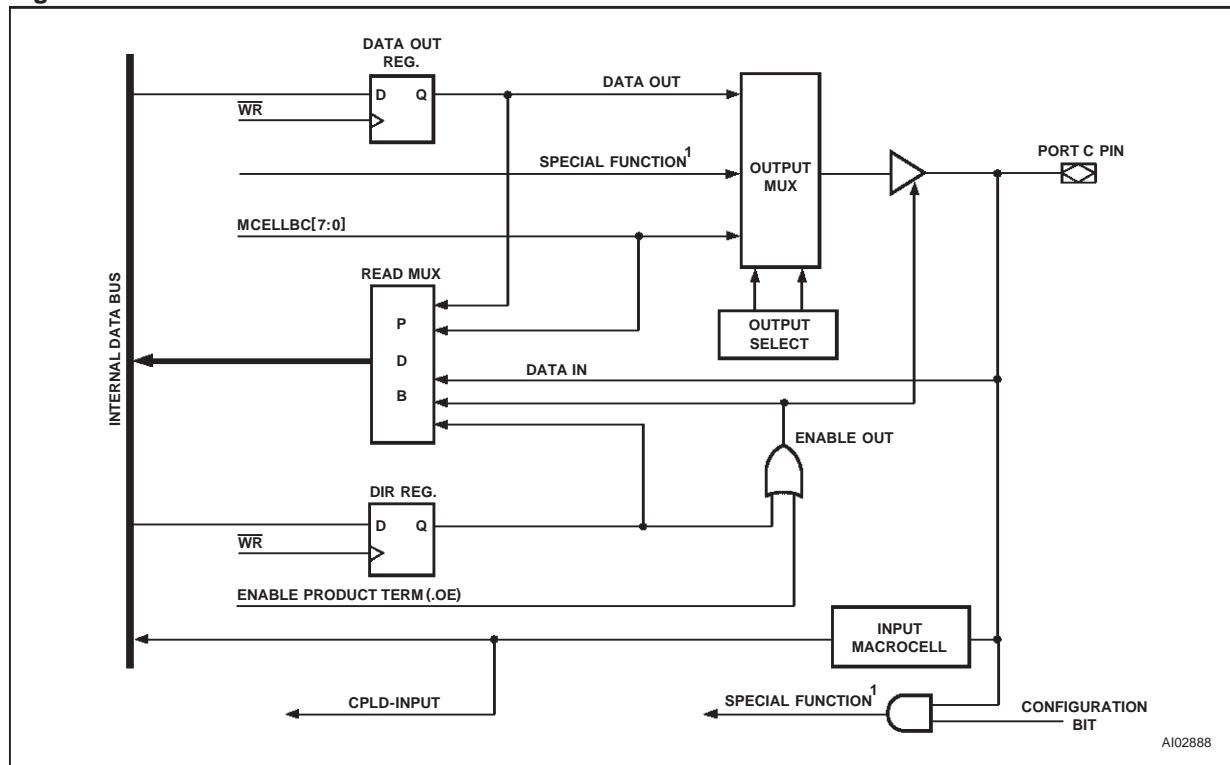 DATA OUT
REG.
D Q
WR
DATA OUT
SPECIAL FUNCTION1
OUTPUT
MUX
PORT C PIN
MCELLBC[7:0]
READ MUX
P
D
B
OUTPUT
SELECT
INTERNAL DATA BUS
DATA IN
ENABLE OUT
DIR REG.
D Q
WR
ENABLE PRODUCT TERM (.OE)
INPUT
MACROCELL
CPLD-INPUT
SPECIAL FUNCTION1
CONFIGURATION
BIT
AI02888